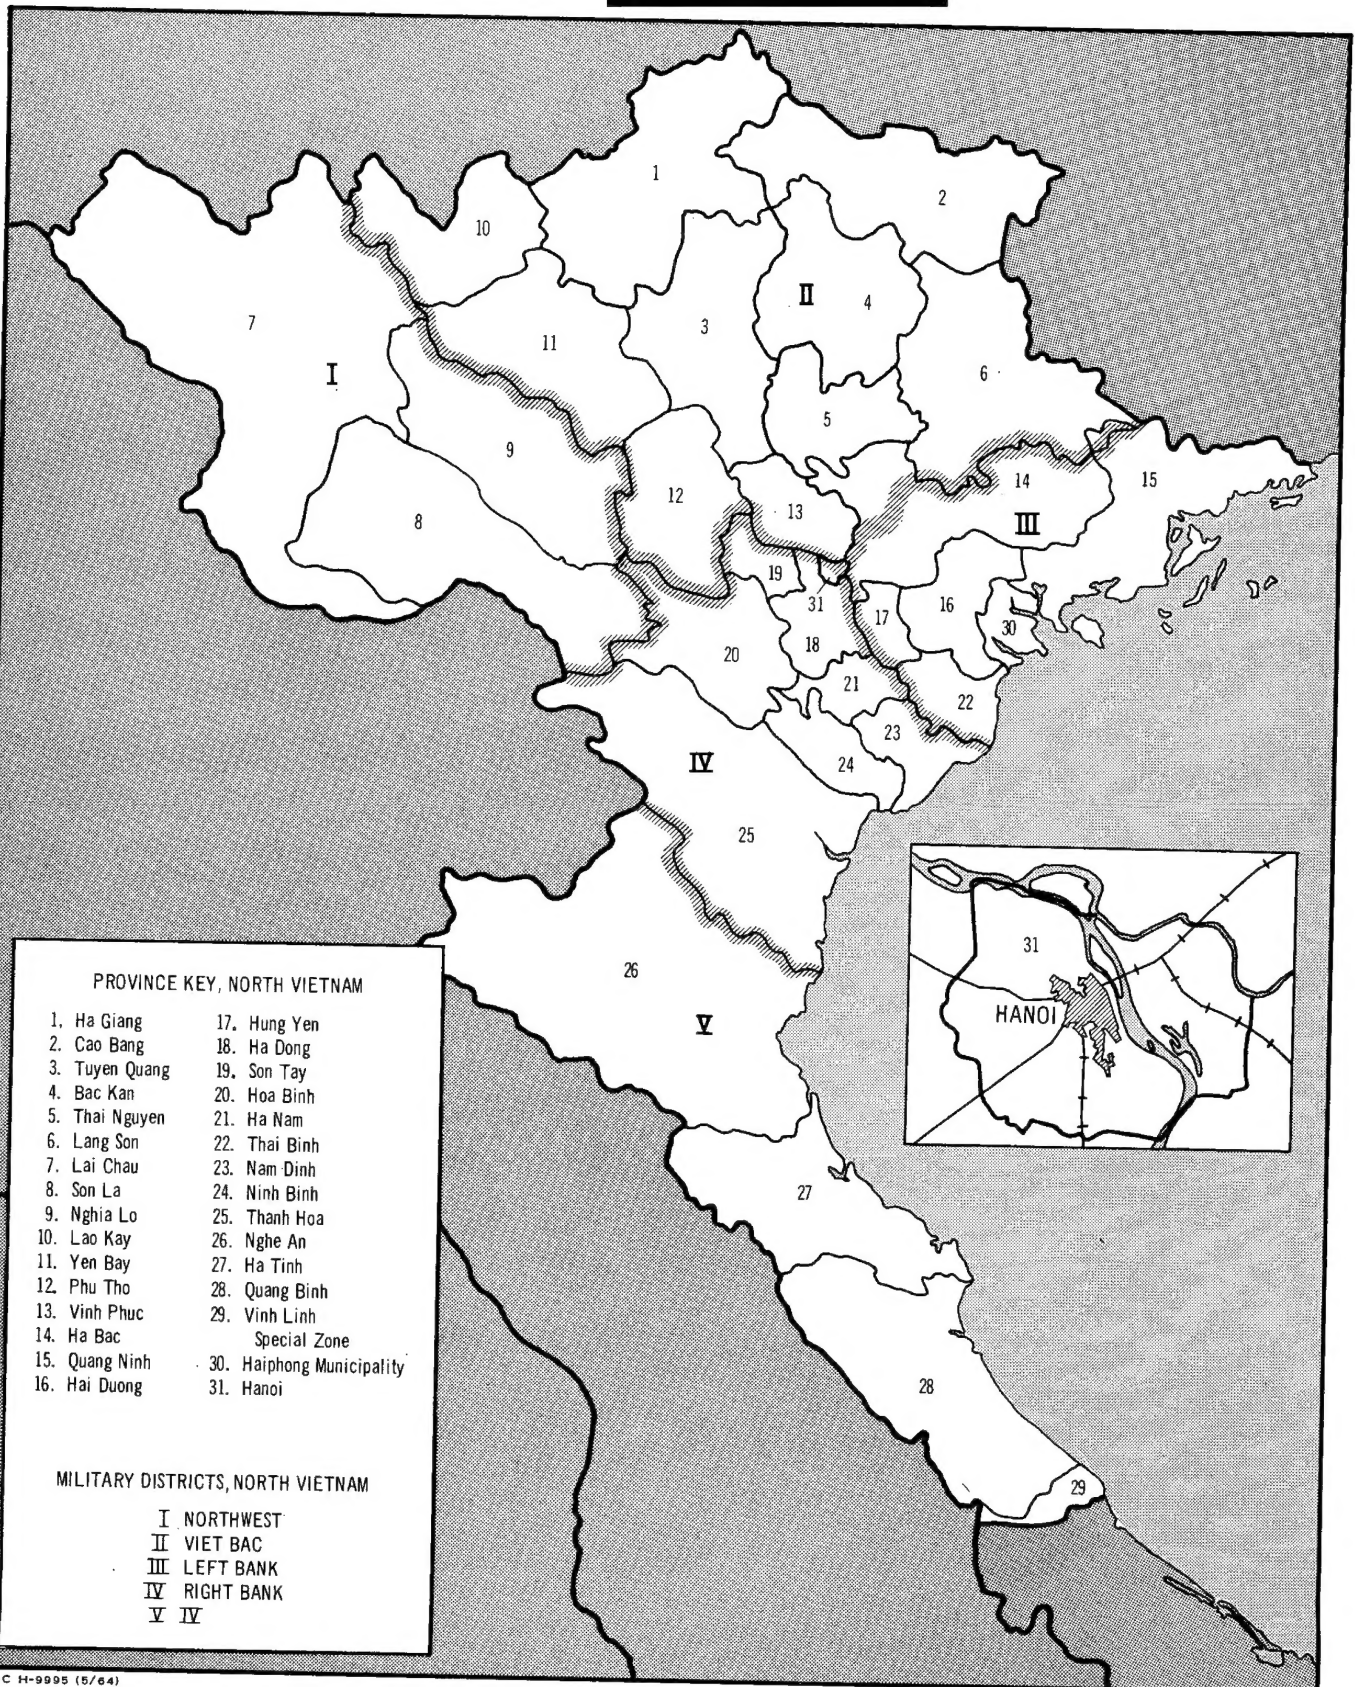 1
2
10
II
4
7
3
11
6
I
5
9
14
15
12
13
III
8
19
31
16
17
30
18
20
21
22
23
IV
24
25
31
HANOI
26
V
27
28
29
PROVINCE KEY, NORTH VIETNAM
1. Ha Giang
2. Cao Bang
3. Tuyen Quang
4. Bac Kan
5. Thai Nguyen
6. Lang Son
7. Lai Chau
8. Son La
9. Nghia Lo
10. Lao Kay
11. Yen Bay
12. Phu Tho
13. Vinh Phuc
14. Ha Bac
15. Quang Ninh
16. Hai Duong
17. Hung Yen
18. Ha Dong
19. Son Tay
20. Hoa Binh
21. Ha Nam
22. Thai Binh
23. Nam Dinh
24. Ninh Binh
25. Thanh Hoa
26. Nghe An
27. Ha Tinh
28. Quang Binh
29. Vinh Linh
Special Zone
30. Haiphong Municipality
31. Hanoi
MILITARY DISTRICTS, NORTH VIETNAM
I NORTHWEST
II VIET BAC
III LEFT BANK
IV RIGHT BANK
V IV
C H-9995 (5/64)